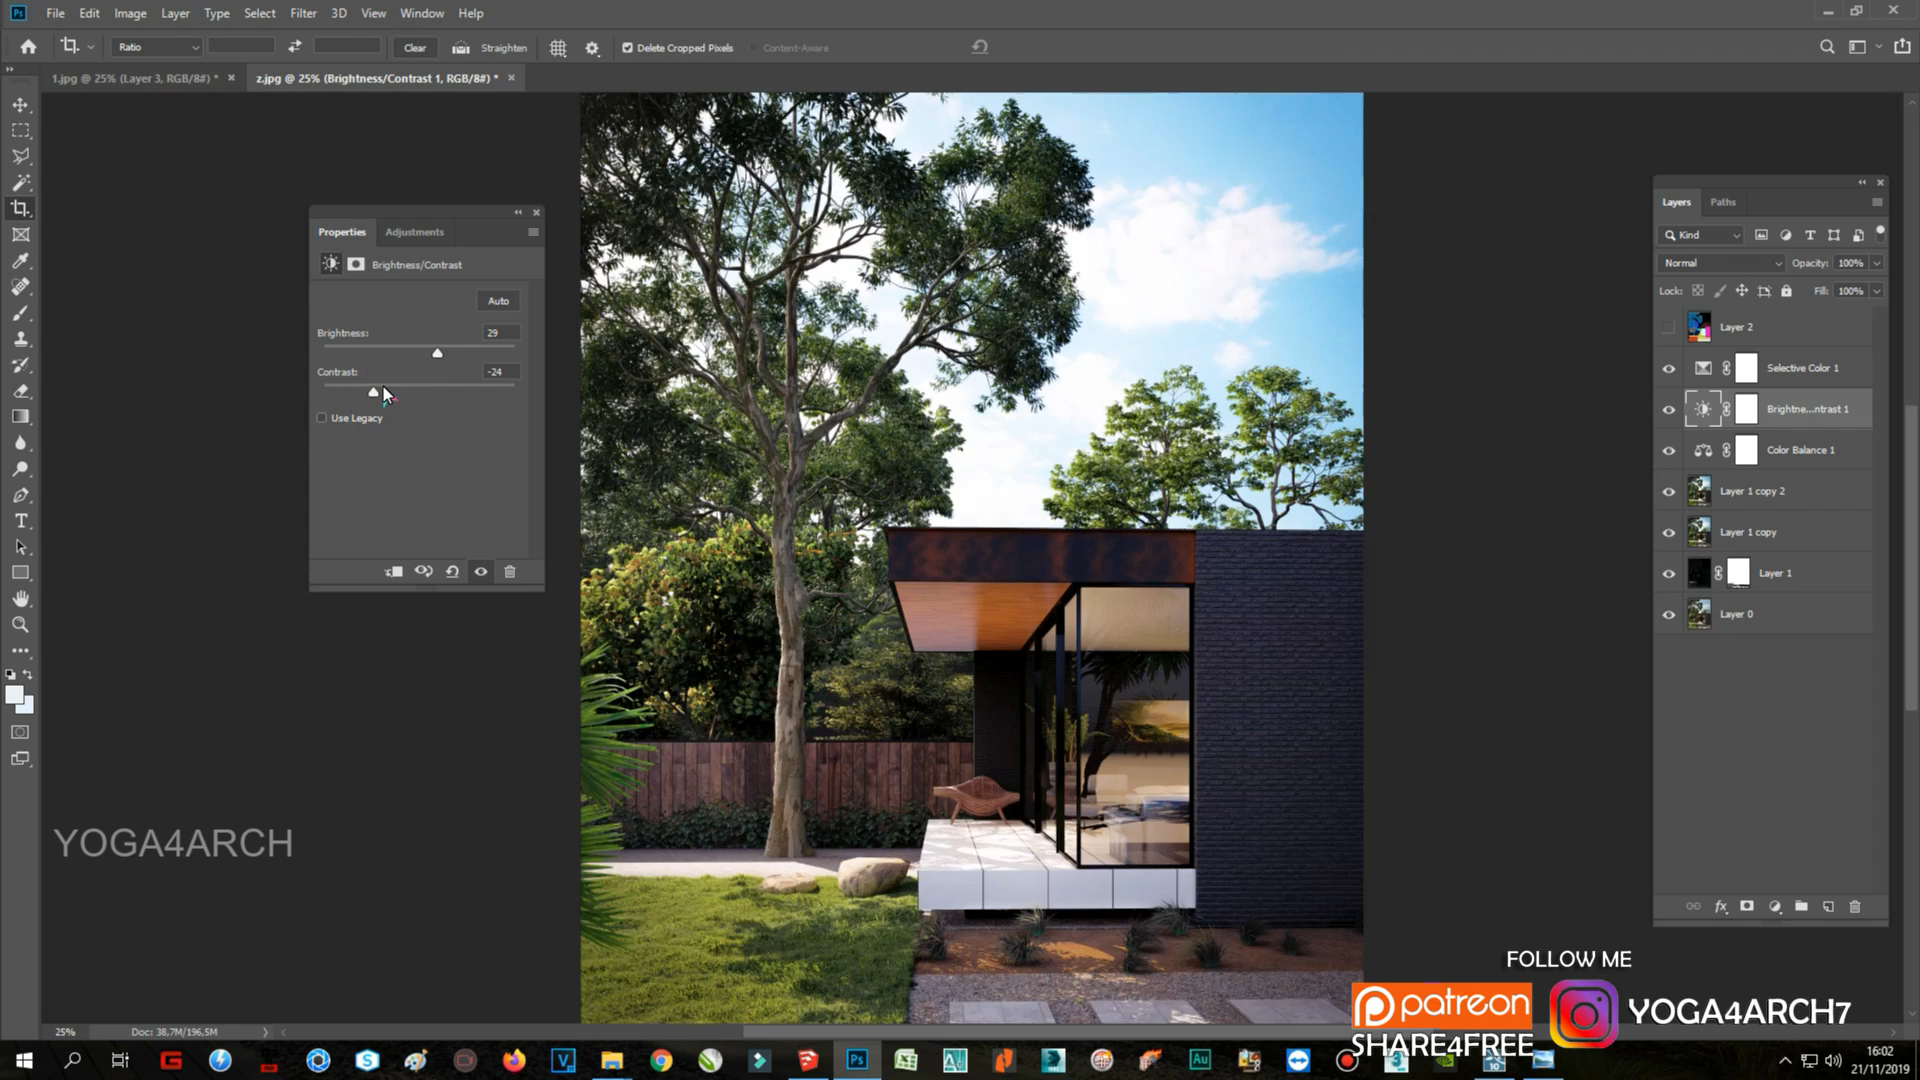 Ps File Edit Image Layer Type Select Filter 3D View Window Help
Ratio Clear Straighten Delete Cropped Pixels Content-Aware
1.jpg @ 25% (Layer 3, RGB/8#) * z.jpg @ 25% (Brightness/Contrast 1, RGB/8#) *
Properties Adjustments
Brightness/Contrast
Auto
Brightness: 29
Contrast: -24
Use Legacy
Layers Paths
Kind
Normal Opacity: 100%
Lock: Fill: 100%
Layer 2
Selective Color 1
Brightne...ntrast 1
Color Balance 1
Layer 1 copy 2
Layer 1 copy
Layer 1
Layer 0
fx
YOGA4ARCH
FOLLOW ME
patreon
SHARE4FREE
YOGA4ARCH7
25% Doc: 38,7M/196,5M
Ps
Au
16:02
21/11/2019